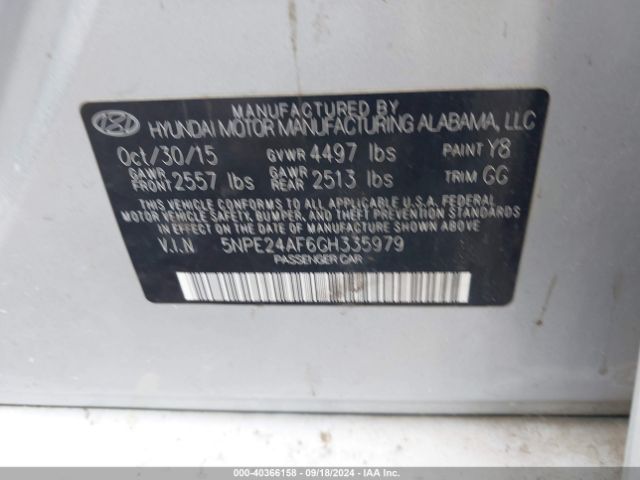 MANUFACTURED BY
HYUNDAI MOTOR MANUFACTURING ALABAMA, LLC
Oct/30/15 GVWR 4497 lbs PAINT Y8
GAWR FRONT 2557 lbs GAWR REAR 2513 lbs TRIM GG
THIS VEHICLE CONFORMS TO ALL APPLICABLE U.S.A. FEDERAL
MOTOR VEHICLE SAFETY, BUMPER, AND THEFT PREVENTION
STANDARDS IN EFFECT ON THE DATE OF MANUFACTURE SHOWN ABOVE
V.I.N 5NPE24AF6GH335979
PASSENGER CAR
000-40366158 - 09/18/2024 - IAAI.COM